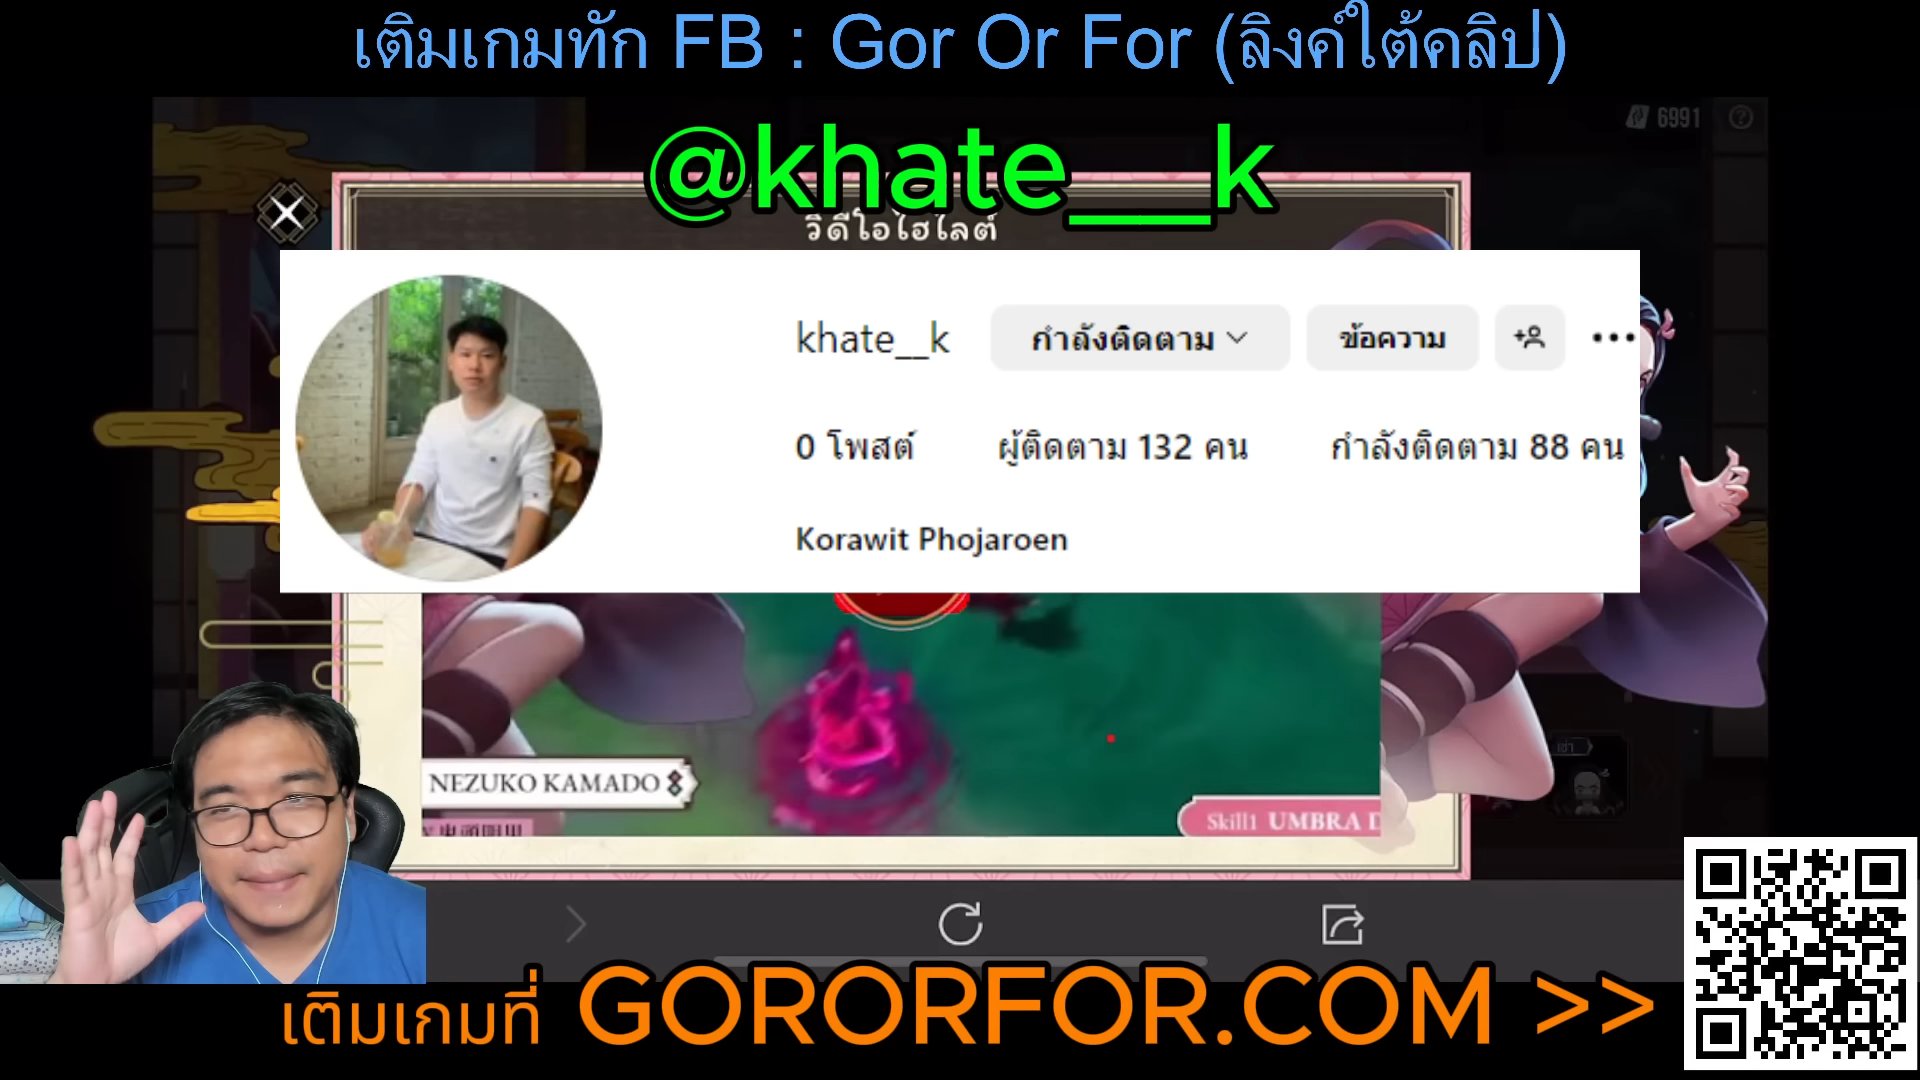 เติมเกมทัก FB : Gor Or For (ลิงค์ใต้คลิป)
6991
@khate__k
วิดีโอไฮไลต์
khate__k
กำลังติดตาม
ข้อความ
0 โพสต์
ผู้ติดตาม 132 คน
กำลังติดตาม 88 คน
Korawit Phojaroen
NEZUKO KAMADO
Skill1 UMBRA D
เติมเกมที่ GORORFOR.COM >>